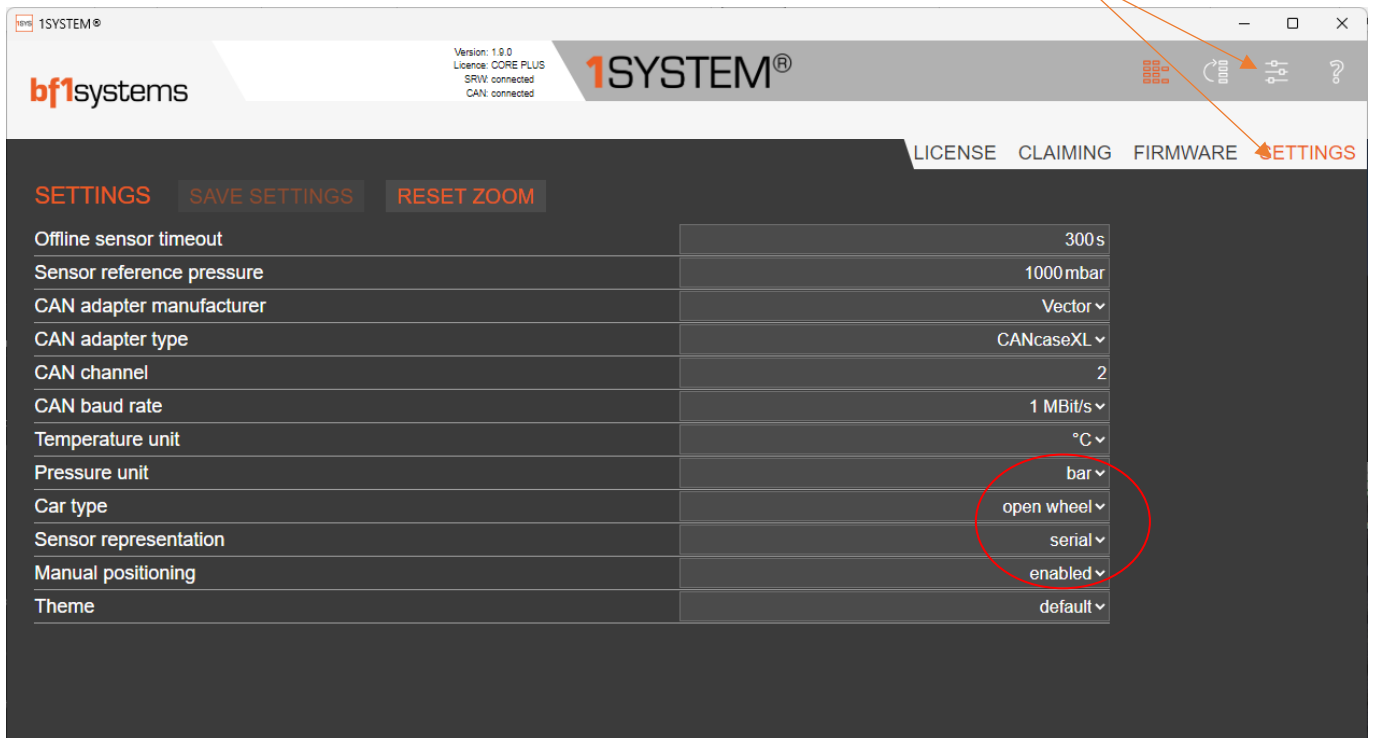 1SYS 1SYSTEM®
Version: 1.9.0
Licence: CORE PLUS
SRW: connected
CAN: connected
bf1systems
1SYSTEM®
?
LICENSE CLAIMING FIRMWARE SETTINGS
SETTINGS SAVE SETTINGS RESET ZOOM
Offline sensor timeout 300 s
Sensor reference pressure 1000 mbar
CAN adapter manufacturer Vector
CAN adapter type CANcaseXL
CAN channel 2
CAN baud rate 1 MBit/s
Temperature unit °C
Pressure unit bar
Car type open wheel
Sensor representation serial
Manual positioning enabled
Theme default